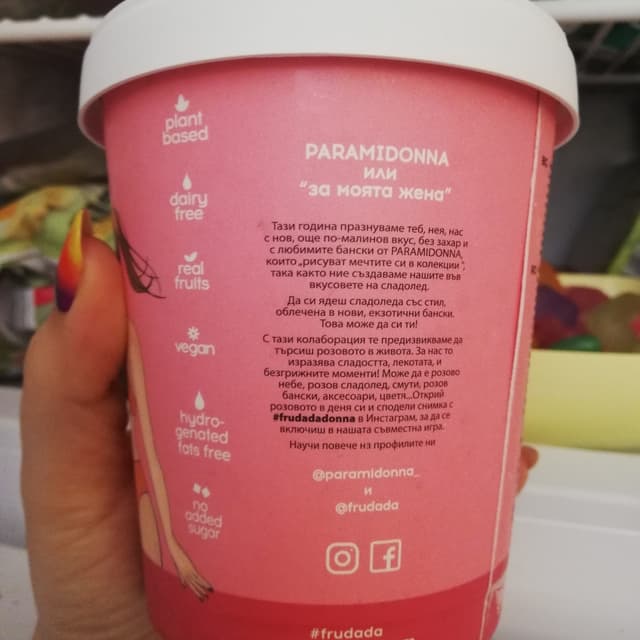 plant
based
dairy
free
real
fruits
vegan
hydro-
genated
fats free
no
added
sugar
PARAMIDONNA
или
"за моята жена"
Тази година празнуваме теб, нея, нас
с нов, още по-малинов вкус, без захар и
с любимите бански от PARAMIDONNA,
които „рисуват мечтите си в колекции",
така както ние създаваме нашите във
вкусовете на сладолед.
Да си ядеш сладоледа със стил,
облечена в нови, екзотични бански.
Това може да си ти!
С тази колаборация те предизвикваме да
търсиш розовото в живота. За нас то
изразява сладостта, лекотата, и
безгрижните моменти! Може да е розово
небе, розов сладолед, смути, розов
бански, аксесоари, цветя...Открий
розовото в деня си и сподели снимка с
#frudadadonna в Инстаграм, за да се
включиш в нашата съвместна игра.
Научи повече на профилите ни
@paramidonna_
и
@frudada
#frudada